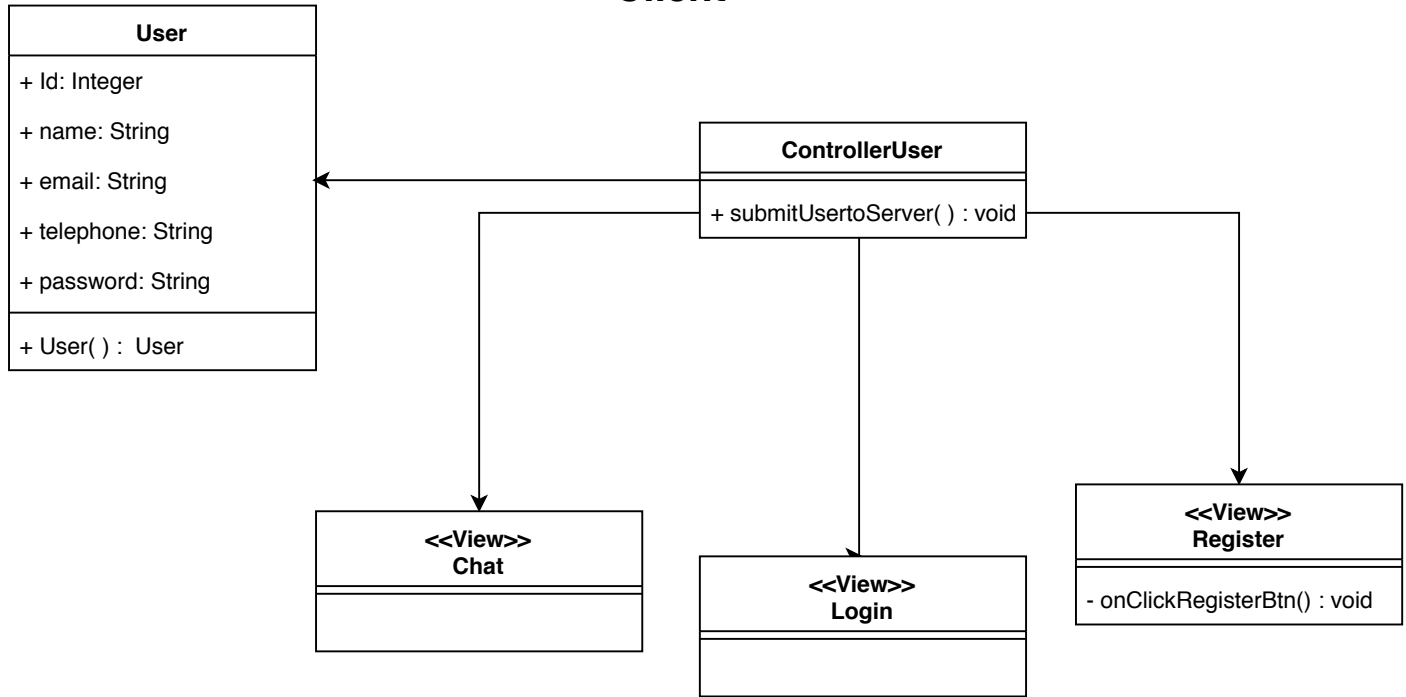 Client
User
+ Id: Integer
+ name: String
+ email: String
+ telephone: String
+ password: String
+ User( ) : User
ControllerUser
+ submitUsertoServer( ) : void
<<View>>
Chat
<<View>>
Login
<<View>>
Register
- onClickRegisterBtn() : void